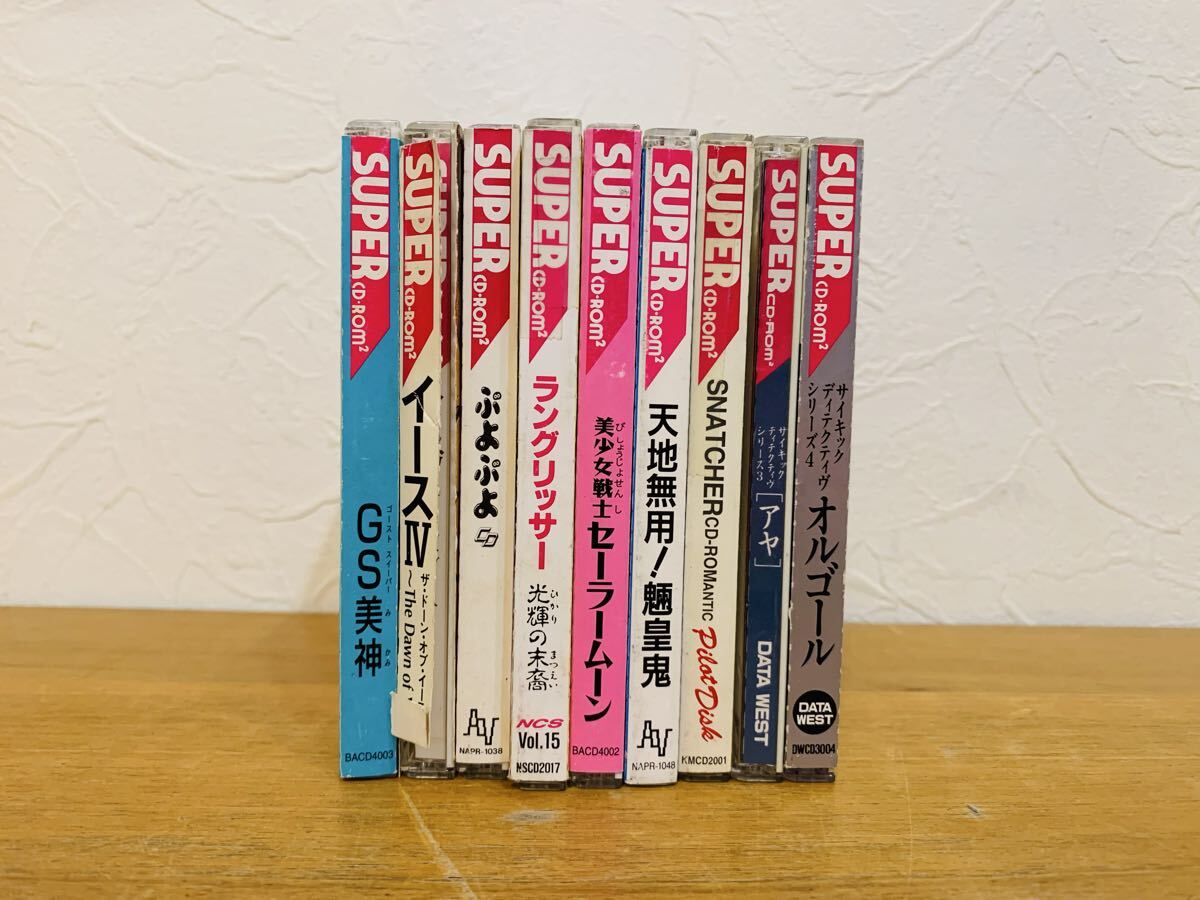 SUPER CD-ROM²
GS美神
ゴースト スイーパー み かみ
BACD4003
SUPER CD-ROM²
イースIV
ザ・ドーン・オブ・イー
~The Dawn of
SUPER
SUPER CD-ROM²
ぷよぷよ
CD
AV
NAPR-1038
SUPER CD-ROM²
ラングリッサー
光輝の末裔
ひかり まつえい
NCS
Vol.15
NSCD2017
SUPER CD-ROM²
美少女戦士
びしょうじょせんし
セーラームーン
BACD4002
SUPER CD-ROM²
天地無用!魎皇鬼
AV
NAPR-1048
SUPER CD-ROM²
SNATCHER CD-ROMANTIC
Pilot Disk
KMCD2001
SUPER CD-ROM²
サイキック
ディテクティヴ
シリーズ3
[アヤ]
DATA WEST
SUPER CD-ROM²
サイキック
ディテクティヴ
シリーズ4
オルゴール
DATA
WEST
DWCD3004